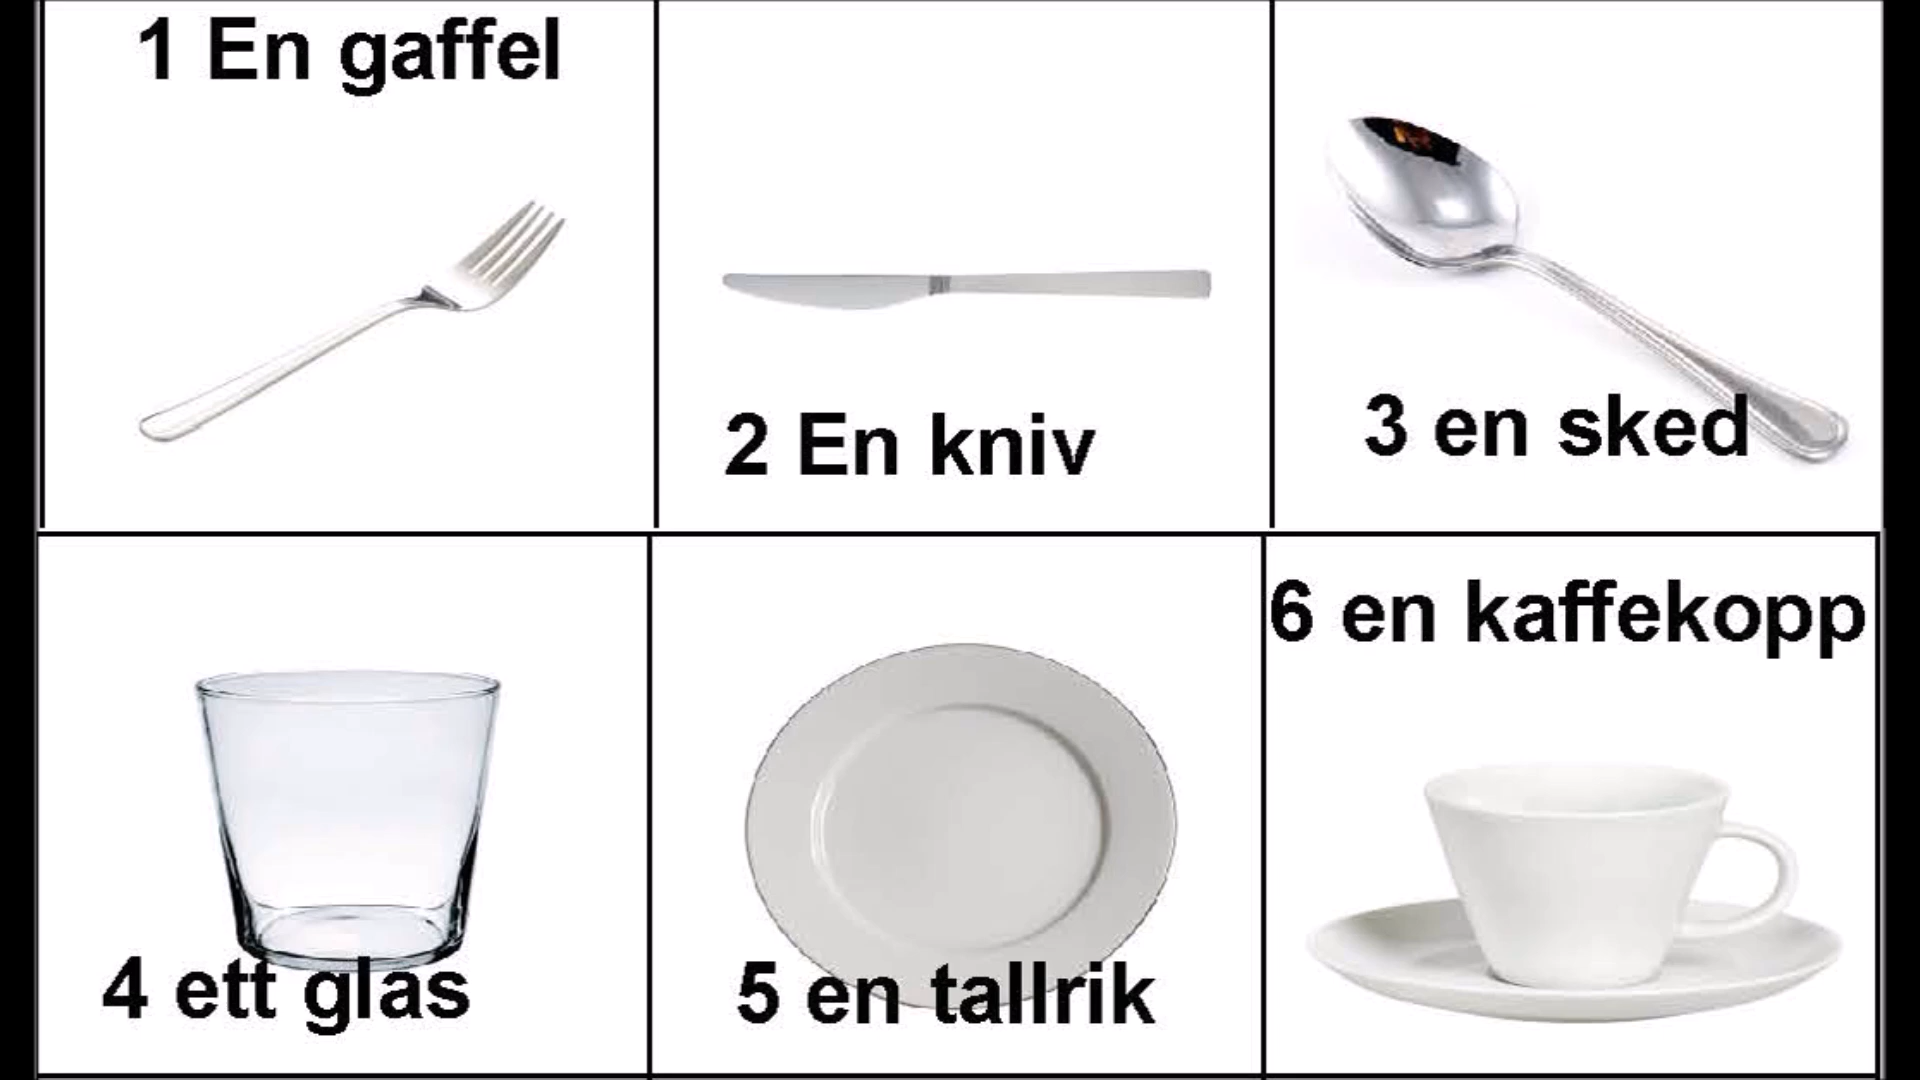 1 En gaffel
2 En kniv
3 en sked
4 ett glas
5 en tallrik
6 en kaffekopp